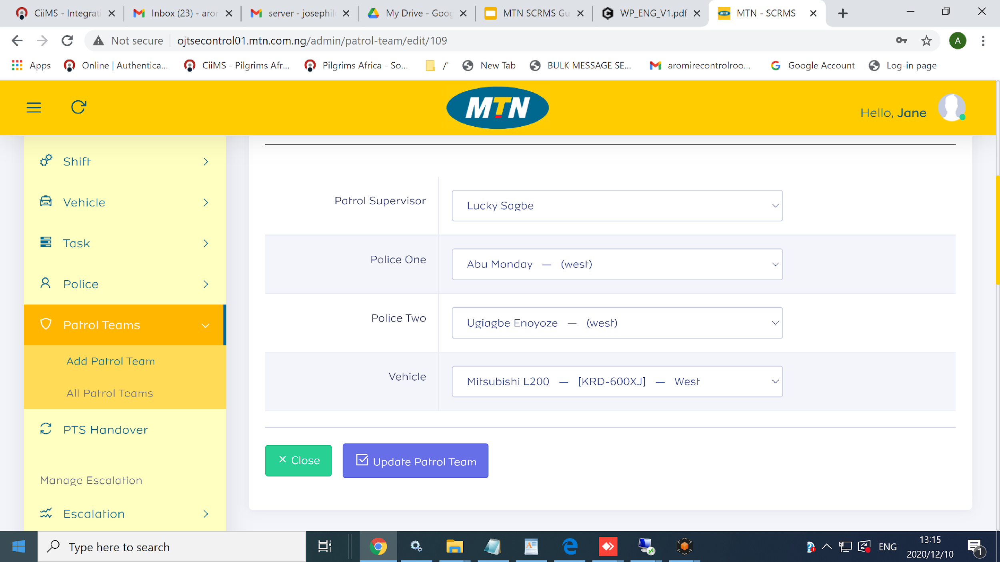 CiiMS - Integrati
Inbox (23) - aror
server - josephil
My Drive - Goog
MTN SCRMS Gu
WP_ENG_V1.pdf
MTN - SCRMS
Not secure
ojtsecontrol01.mtn.com.ng/admin/patrol-team/edit/109
A
Apps
Online | Authentica...
CiiMS - Pilgrims Afr...
Pilgrims Africa - So...
/'
New Tab
BULK MESSAGE SE...
aromirecontrolroo...
Google Account
Log-in page
MTN
Hello, Jane
Shift
Vehicle
Task
Police
Patrol Teams
Add Patrol Team
All Patrol Teams
PTS Handover
Manage Escalation
Escalation
Patrol Supervisor
Lucky Sagbe
Police One
Abu Monday — (west)
Police Two
Ugiagbe Enoyoze — (west)
Vehicle
Mitsubishi L200 — [KRD-600XJ] — West
Close
Update Patrol Team
Type here to search
ENG
13:15
2020/12/10
1